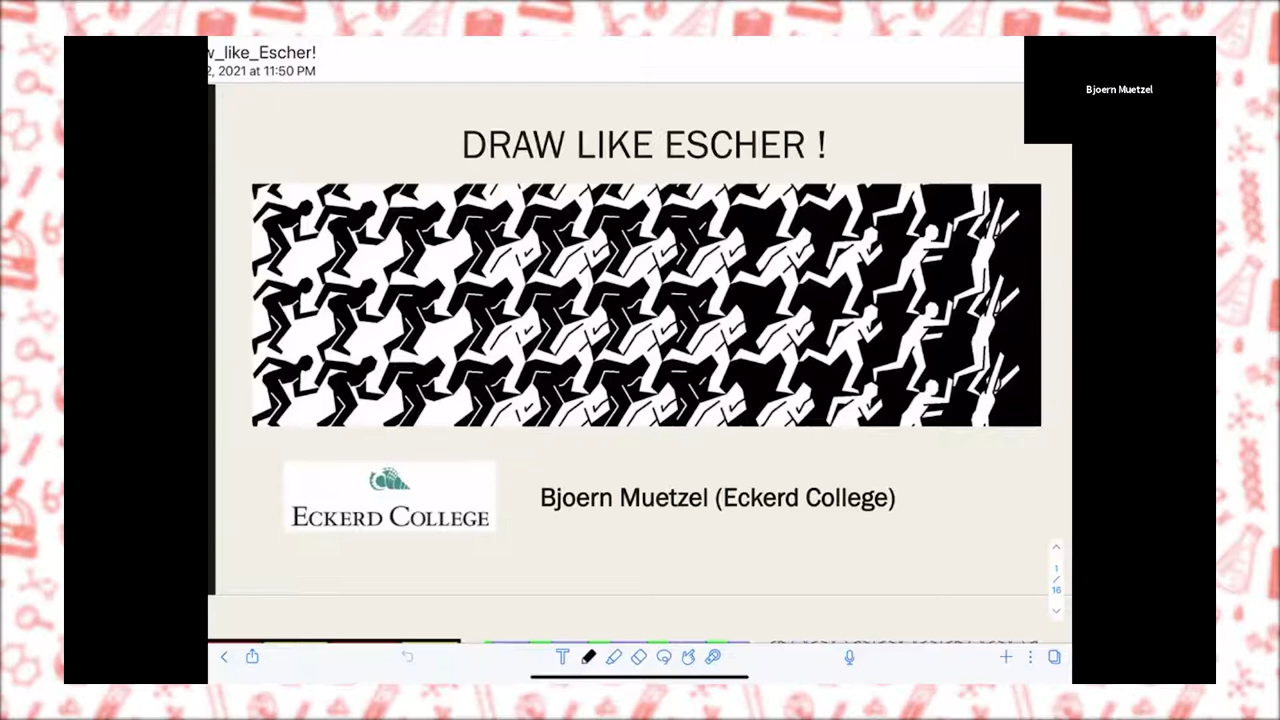 w_like_Escher!
2, 2021 at 11:50 PM
Bjoern Muetzel
DRAW LIKE ESCHER !
ECKERD COLLEGE
Bjoern Muetzel (Eckerd College)
1
/
16